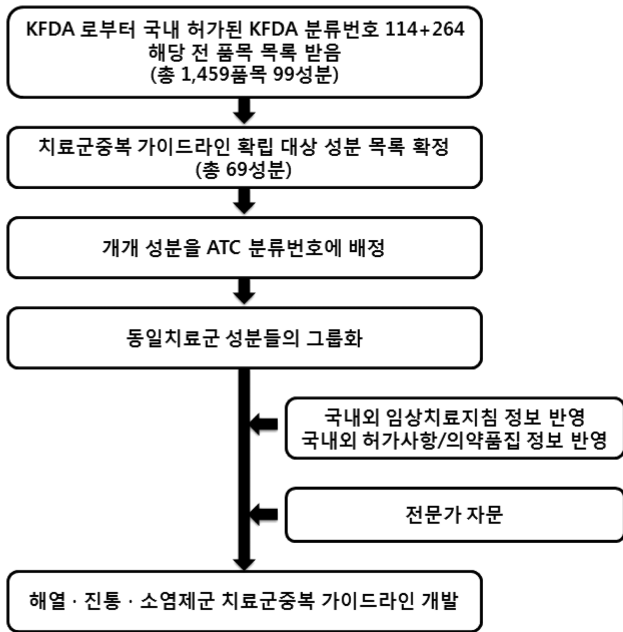 KFDA 로부터 국내 허가된 KFDA 분류번호 114+264
해당 전 품목 목록 받음
(총 1,459품목 99성분)
치료군중복 가이드라인 확립 대상 성분 목록 확정
(총 69성분)
개개 성분을 ATC 분류번호에 배정
동일치료군 성분들의 그룹화
국내외 임상치료지침 정보 반영
국내외 허가사항/의약품집 정보 반영
전문가 자문
해열 · 진통 · 소염제군 치료군중복 가이드라인 개발